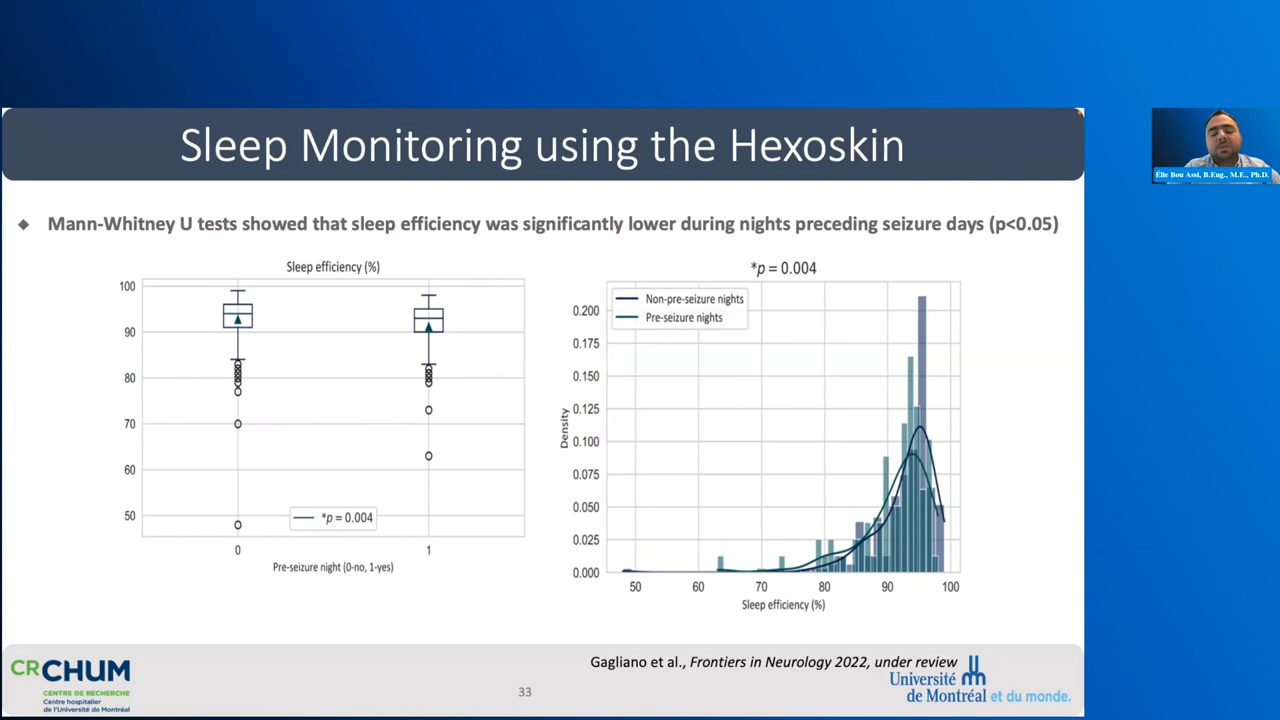 Sleep Monitoring using the Hexoskin
Élie Bou Assi, B.Eng., M.E., Ph.D.
◆ Mann-Whitney U tests showed that sleep efficiency was significantly lower during nights preceding seizure days (p<0.05)
Sleep efficiency (%)
100
90
80
70
60
50
*p = 0.004
0
1
Pre-seizure night (0-no, 1-yes)
*p = 0.004
Non-pre-seizure nights
Pre-seizure nights
0.200
0.175
0.150
0.125
0.100
0.075
0.050
0.025
0.000
Density
50
60
70
80
90
100
Sleep efficiency (%)
Gagliano et al., Frontiers in Neurology 2022, under review
CRCHUM
CENTRE DE RECHERCHE
Centre hospitalier
de l'Université de Montréal
33
Université
de Montréal et du monde.